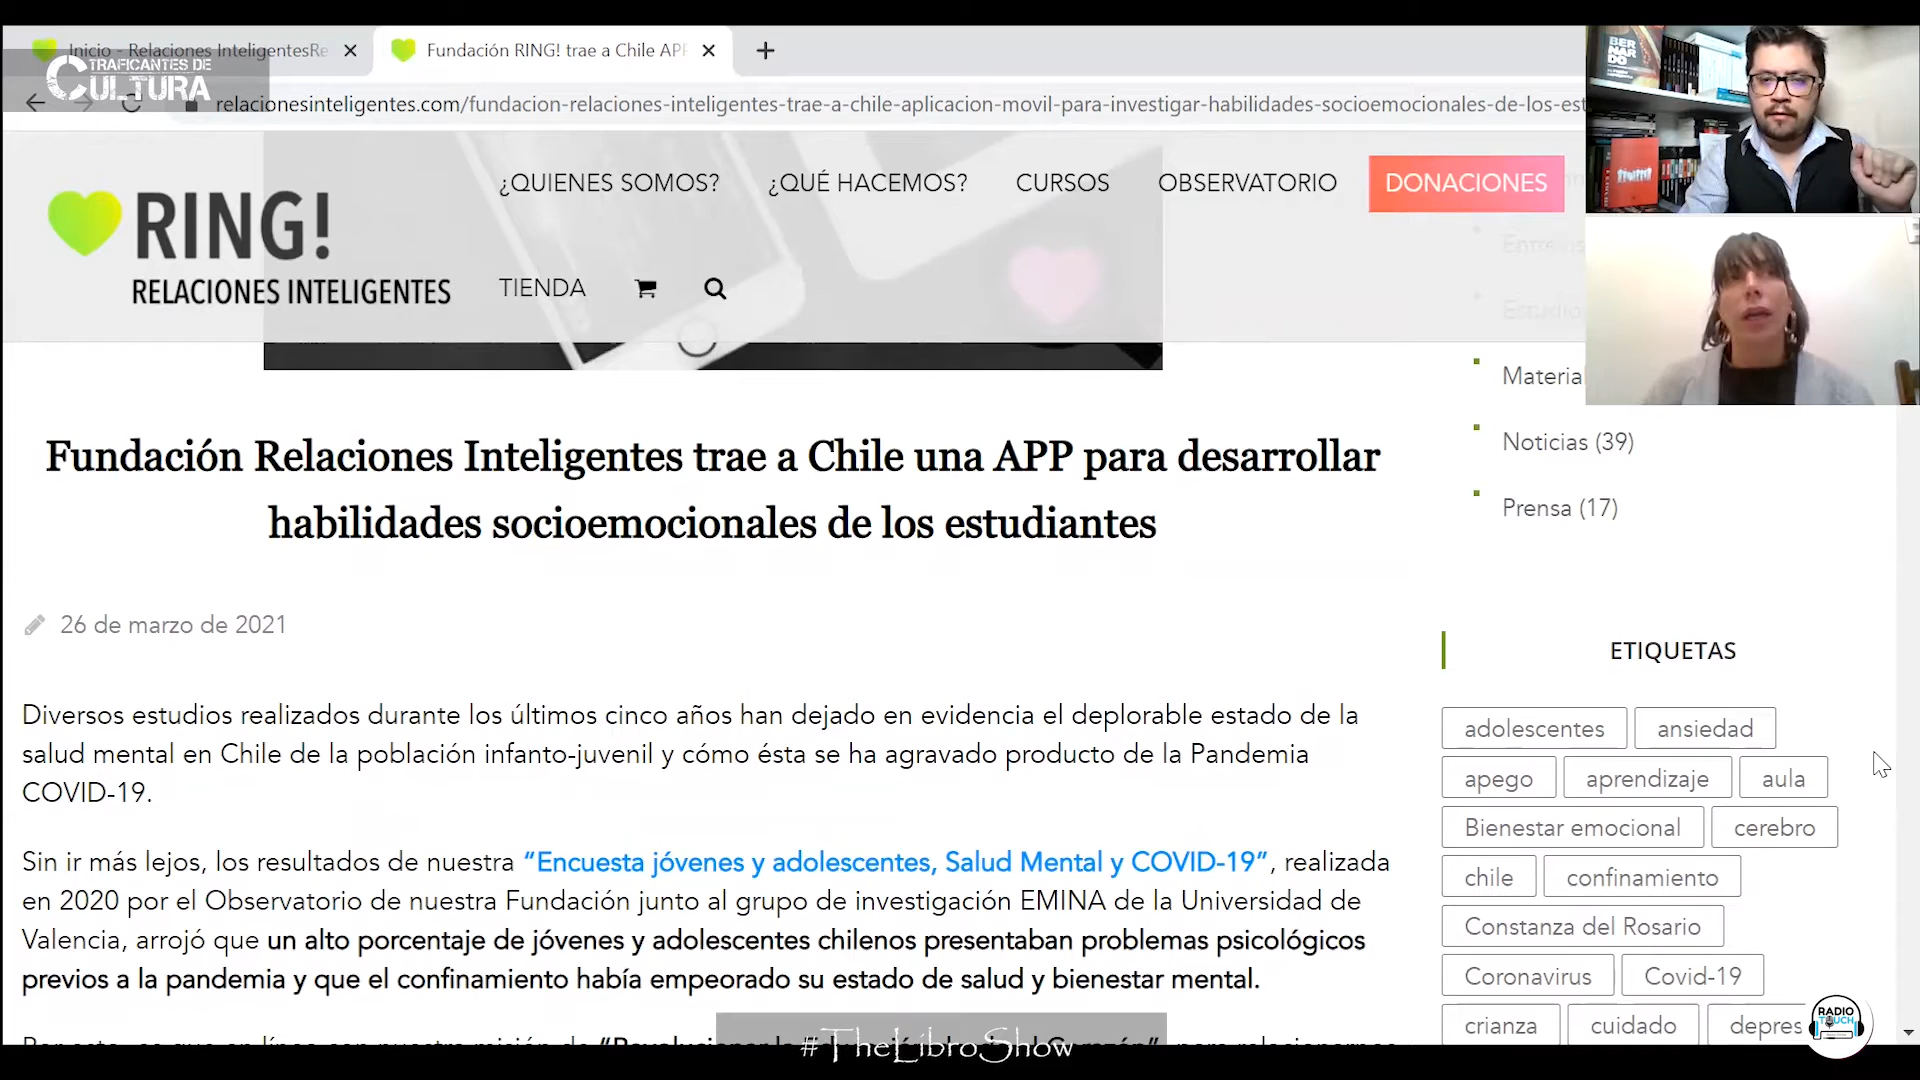 Inicio - Relaciones InteligentesRe
Fundación RING! trae a Chile APP
TRAFICANTES DE
CULTURA
relacionesinteligentes.com/fundacion-relaciones-inteligentes-trae-a-chile-aplicacion-movil-para-investigar-habilidades-socioemocionales-de-los-est
BERNARDO
RING!
RELACIONES INTELIGENTES
¿QUIENES SOMOS?
¿QUÉ HACEMOS?
CURSOS
OBSERVATORIO
DONACIONES
TIENDA
Entrevis
Estudio
Material
Noticias (39)
Prensa (17)
Fundación Relaciones Inteligentes trae a Chile una APP para desarrollar
habilidades socioemocionales de los estudiantes
26 de marzo de 2021
Diversos estudios realizados durante los últimos cinco años han dejado en evidencia el deplorable estado de la
salud mental en Chile de la población infanto-juvenil y cómo ésta se ha agravado producto de la Pandemia
COVID-19.
Sin ir más lejos, los resultados de nuestra “Encuesta jóvenes y adolescentes, Salud Mental y COVID-19”, realizada
en 2020 por el Observatorio de nuestra Fundación junto al grupo de investigación EMINA de la Universidad de
Valencia, arrojó que un alto porcentaje de jóvenes y adolescentes chilenos presentaban problemas psicológicos
previos a la pandemia y que el confinamiento había empeorado su estado de salud y bienestar mental.
ETIQUETAS
adolescentes
ansiedad
apego
aprendizaje
aula
Bienestar emocional
cerebro
chile
confinamiento
Constanza del Rosario
Coronavirus
Covid-19
crianza
cuidado
depres
RADIO
TOUCH
#TheLibroShow